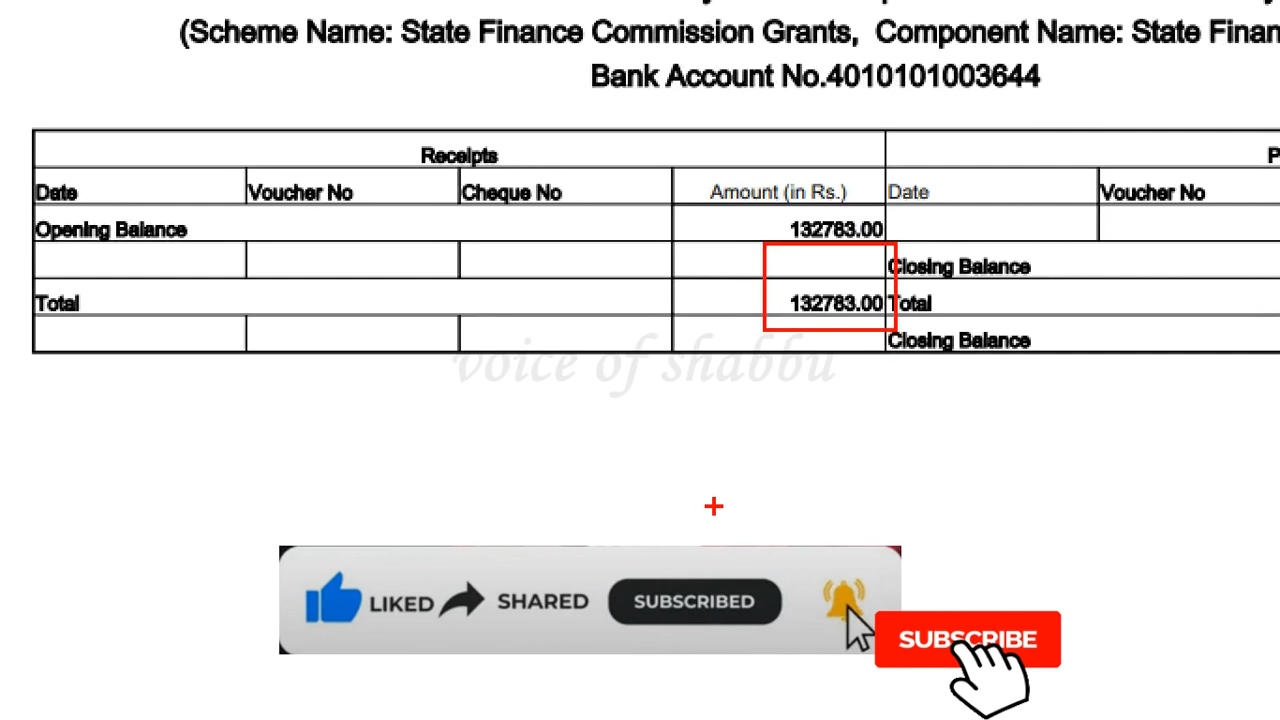 (Scheme Name: State Finance Commission Grants, Component Name: State
Bank Account No.4010101003644
Receipts
Date Voucher No Cheque No Amount (in Rs.) Date Voucher No
Opening Balance 132783.00
Closing Balance
Total 132783.00 Total
Closing Balance
voice of shabbu
LIKED SHARED SUBSCRIBED
SUBSCRIBE